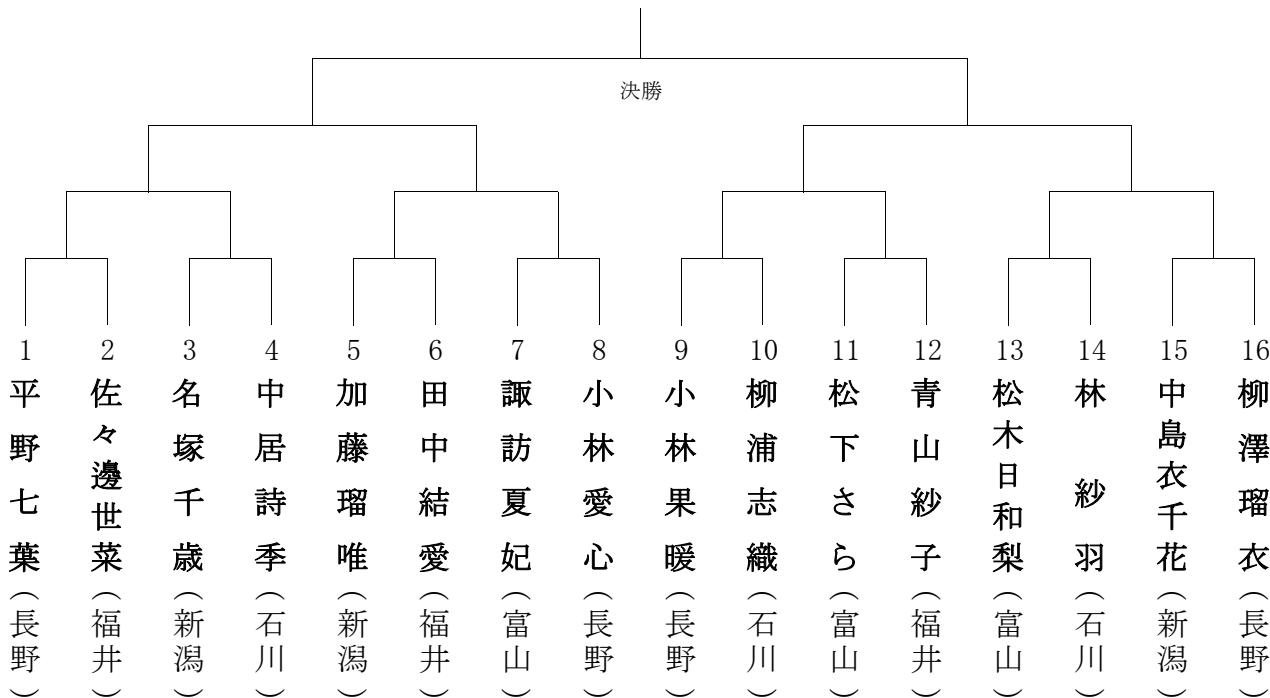 決勝
1 平野七葉（長野）
2 佐々邊世菜（福井）
3 名塚千歳（新潟）
4 中居詩季（石川）
5 加藤瑠唯（新潟）
6 田中結愛（福井）
7 諏訪夏妃（富山）
8 小林愛心（長野）
9 小林果暖（長野）
10 柳浦志織（石川）
11 松下さら（富山）
12 青山紗子（福井）
13 松木日和梨（富山）
14 林　紗羽（石川）
15 中島衣千花（新潟）
16 柳澤瑠衣（長野）